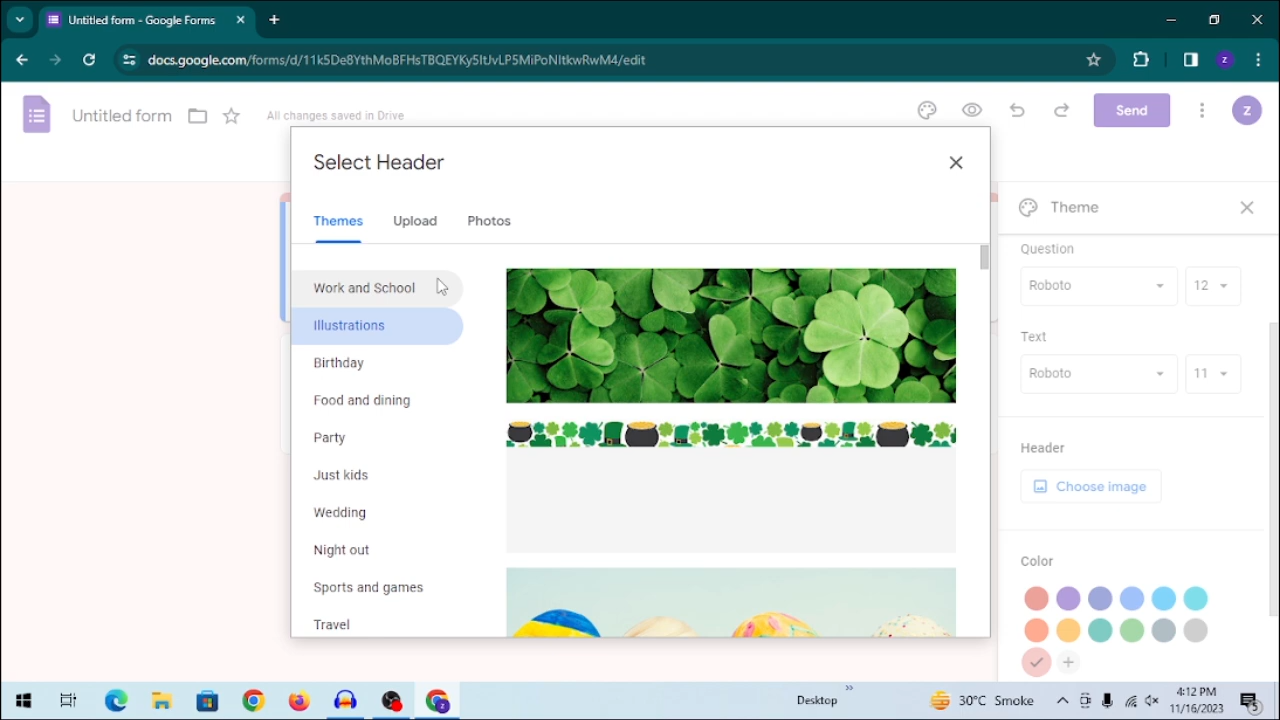 Untitled form - Google Forms
docs.google.com/forms/d/11k5De8YthMoBFHsTBQEYKy5ItJvLP5MiPoNItkwRwM4/edit
Untitled form
All changes saved in Drive
Send
Z
Select Header
Themes Upload Photos
Work and School
Illustrations
Birthday
Food and dining
Party
Just kids
Wedding
Night out
Sports and games
Travel
Theme
Question
Roboto 12
Text
Roboto 11
Header
Choose image
Color
Desktop
30°C Smoke
4:12 PM
11/16/2023
5